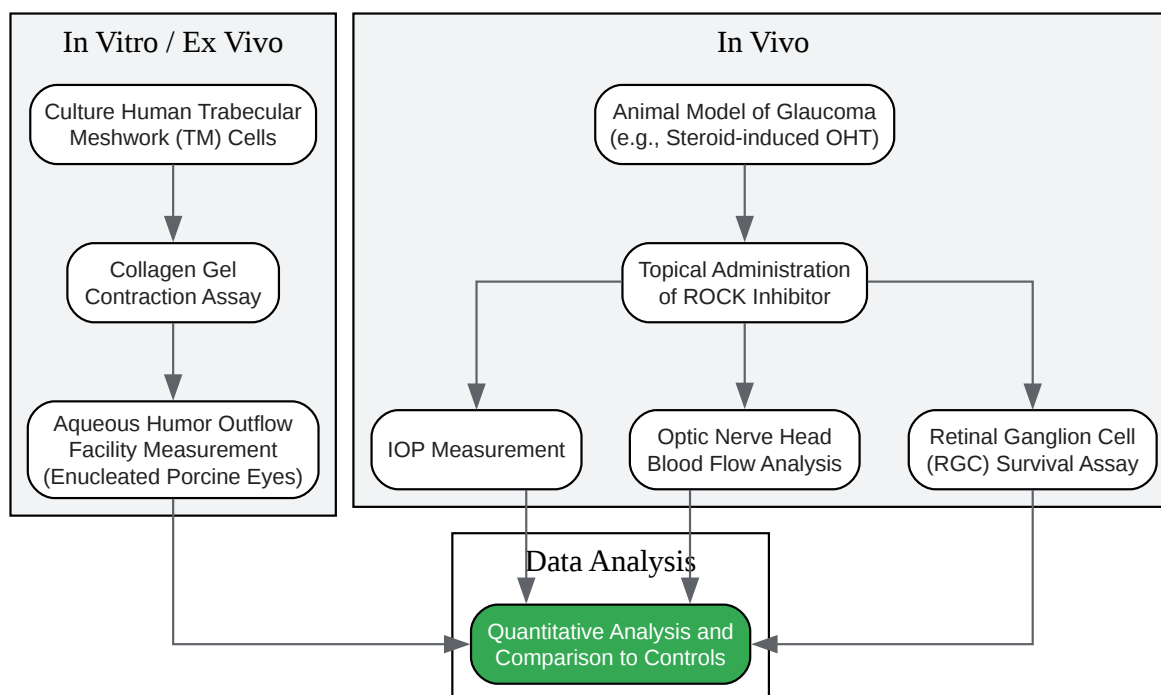 In Vitro / Ex Vivo
Culture Human Trabecular
Meshwork (TM) Cells
Collagen Gel
Contraction Assay
Aqueous Humor Outflow
Facility Measurement
(Enucleated Porcine Eyes)
In Vivo
Animal Model of Glaucoma
(e.g., Steroid-induced OHT)
Topical Administration
of ROCK Inhibitor
IOP Measurement
Optic Nerve Head
Blood Flow Analysis
Retinal Ganglion Cell
(RGC) Survival Assay
Data Analysis
Quantitative Analysis and
Comparison to Controls